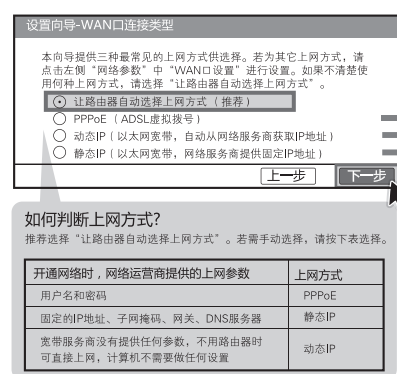 设置向导-WAN口连接类型
本向导提供三种最常见的上网方式供选择。若为其它上网方式，请
点击左侧“网络参数”中“WAN口设置”进行设置。如果不清楚使
用何种上网方式，请选择“让路由器自动选择上网方式”。
让路由器自动选择上网方式（推荐）
PPPoE（ADSL虚拟拨号）
动态IP（以太网宽带，自动从网络服务商获取IP地址）
静态IP（以太网宽带，网络服务商提供固定IP地址）
上一步 下一步
如何判断上网方式?
推荐选择“让路由器自动选择上网方式”。若需手动选择，请按下表选择。
开通网络时，网络运营商提供的上网参数 上网方式
用户名和密码 PPPoE
固定的IP地址、子网掩码、网关、DNS服务器 静态IP
宽带服务商没有提供任何参数，不用路由器时
可直接上网，计算机不需要做任何设置 动态IP